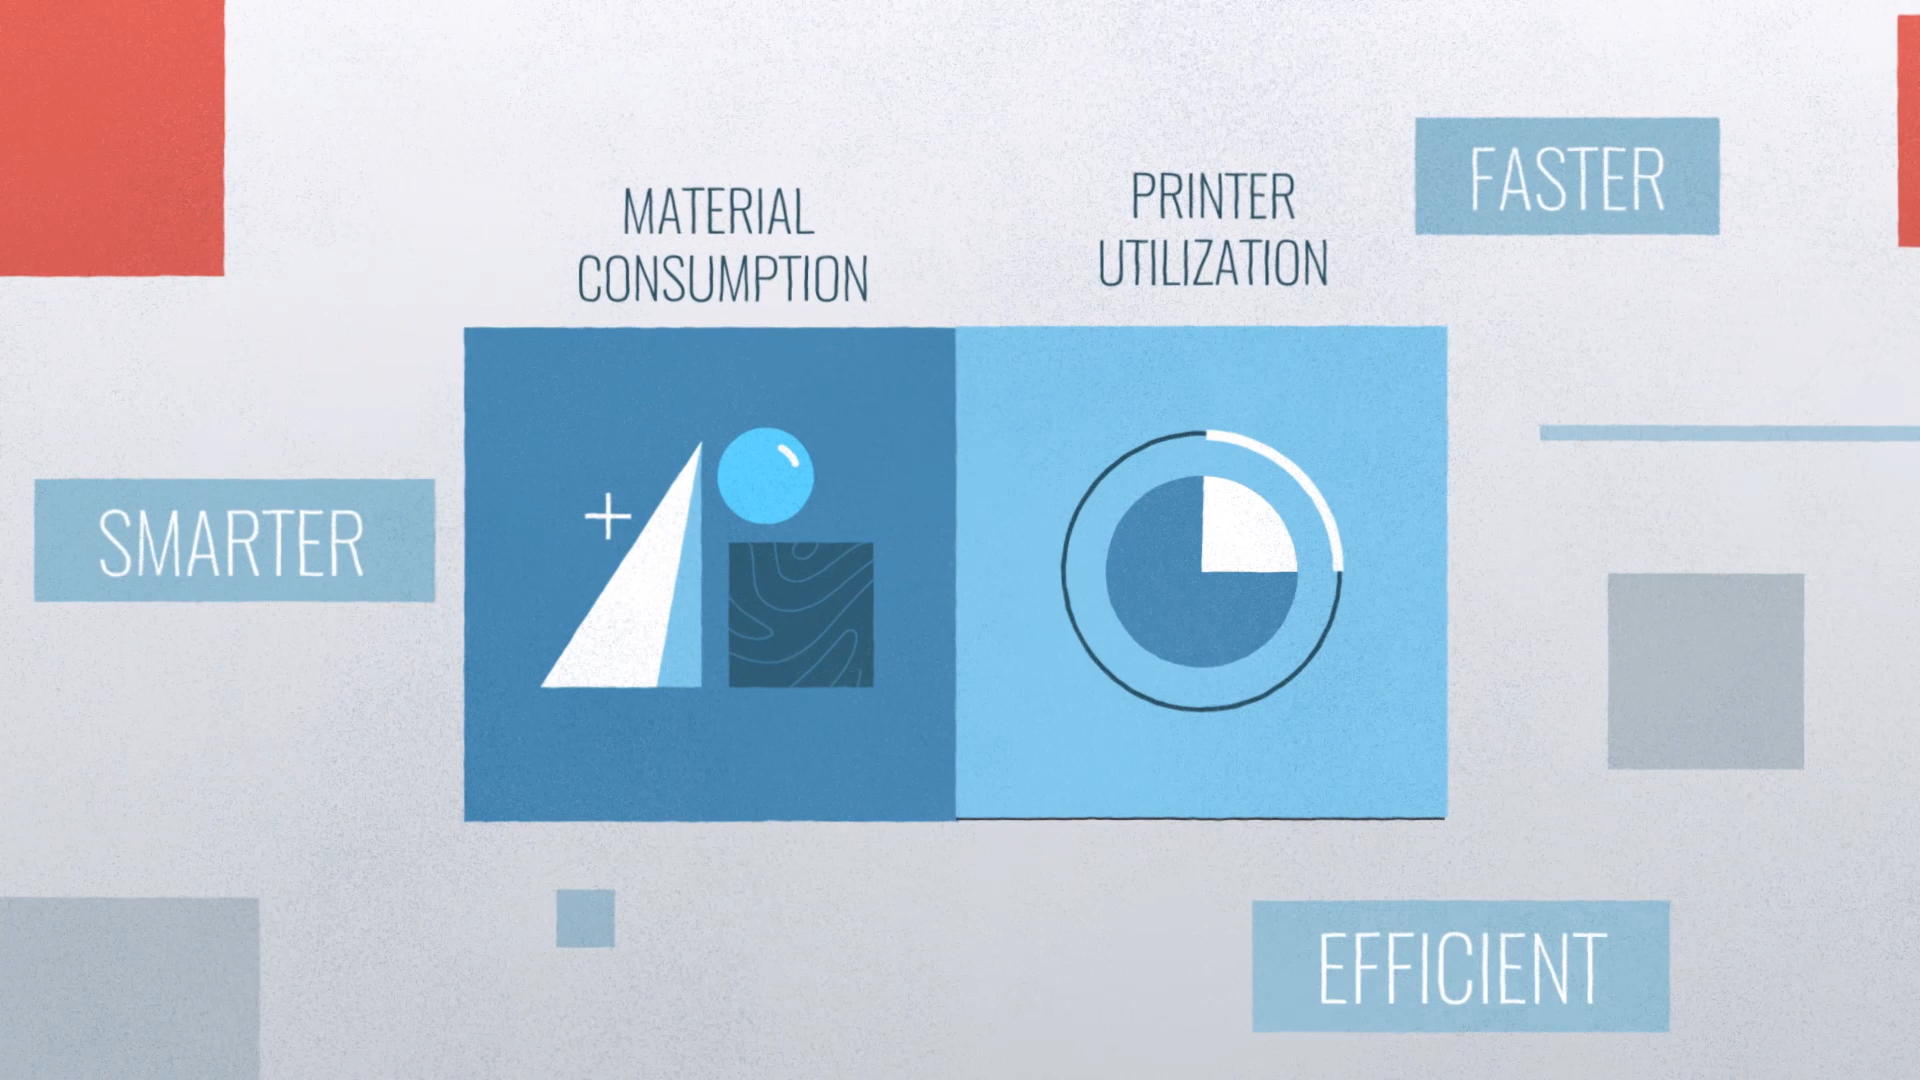 FASTER
MATERIAL
CONSUMPTION
PRINTER
UTILIZATION
SMARTER
EFFICIENT